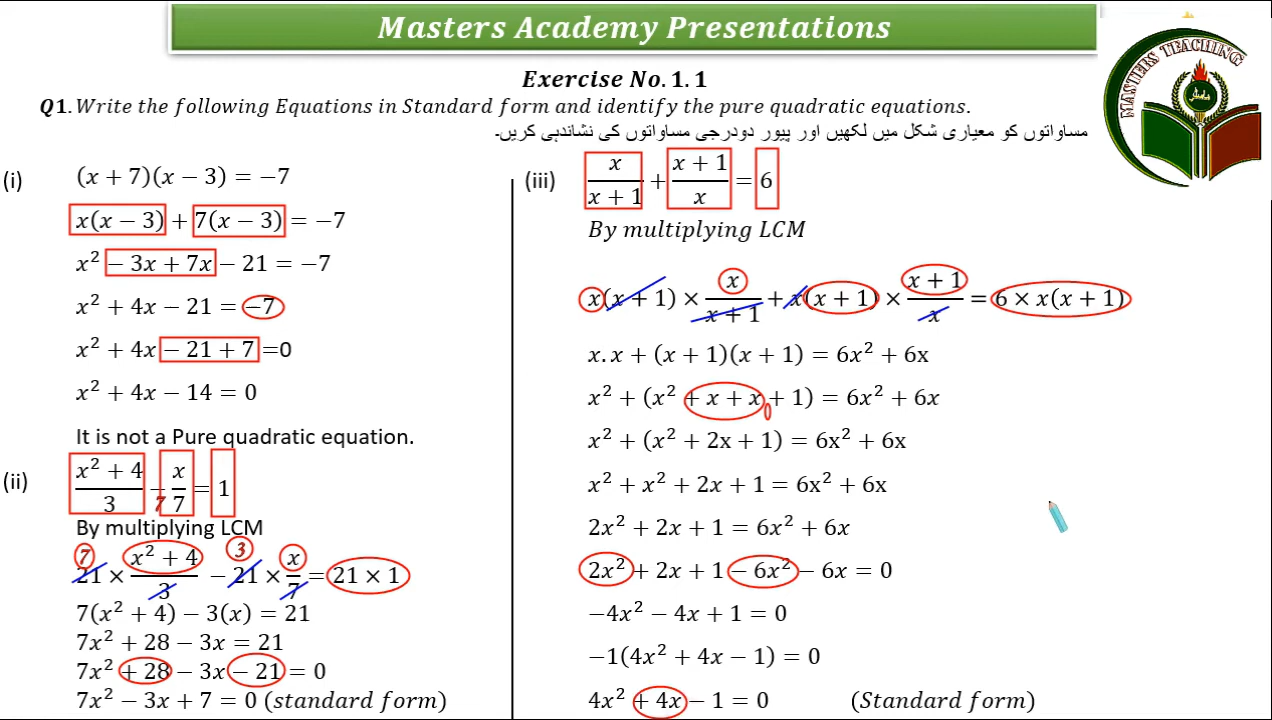 Masters Academy Presentations
MASTERS TEACHING
Exercise No. 1. 1
Q1. Write the following Equations in Standard form and identify the pure quadratic equations.
مساواتوں کو معیاری شکل میں لکھیں اور پیور دودرجی مساواتوں کی نشاندہی کریں۔
(i) (x + 7)(x − 3) = −7
x(x − 3) + 7(x − 3) = −7
x² − 3x + 7x − 21 = −7
x² + 4x − 21 = −7
x² + 4x − 21 + 7 =0
x² + 4x − 14 = 0
It is not a Pure quadratic equation.
(ii) (x² + 4)/3 − x/7 = 1
7
By multiplying LCM
7 3
21 × (x² + 4)/3 − 21 × x/7 = 21 × 1
7(x² + 4) − 3(x) = 21
7x² + 28 − 3x = 21
7x² + 28 − 3x − 21 = 0
7x² − 3x + 7 = 0 (standard form)
(iii) x/(x + 1) + (x + 1)/x = 6
By multiplying LCM
x(x + 1) × x/(x + 1) + x(x + 1) × (x + 1)/x = 6 × x(x + 1)
x. x + (x + 1)(x + 1) = 6x² + 6x
x² + (x² + x + x + 1) = 6x² + 6x
x² + (x² + 2x + 1) = 6x² + 6x
x² + x² + 2x + 1 = 6x² + 6x
2x² + 2x + 1 = 6x² + 6x
2x² + 2x + 1 − 6x² − 6x = 0
−4x² − 4x + 1 = 0
−1(4x² + 4x − 1) = 0
4x² + 4x − 1 = 0 (Standard form)